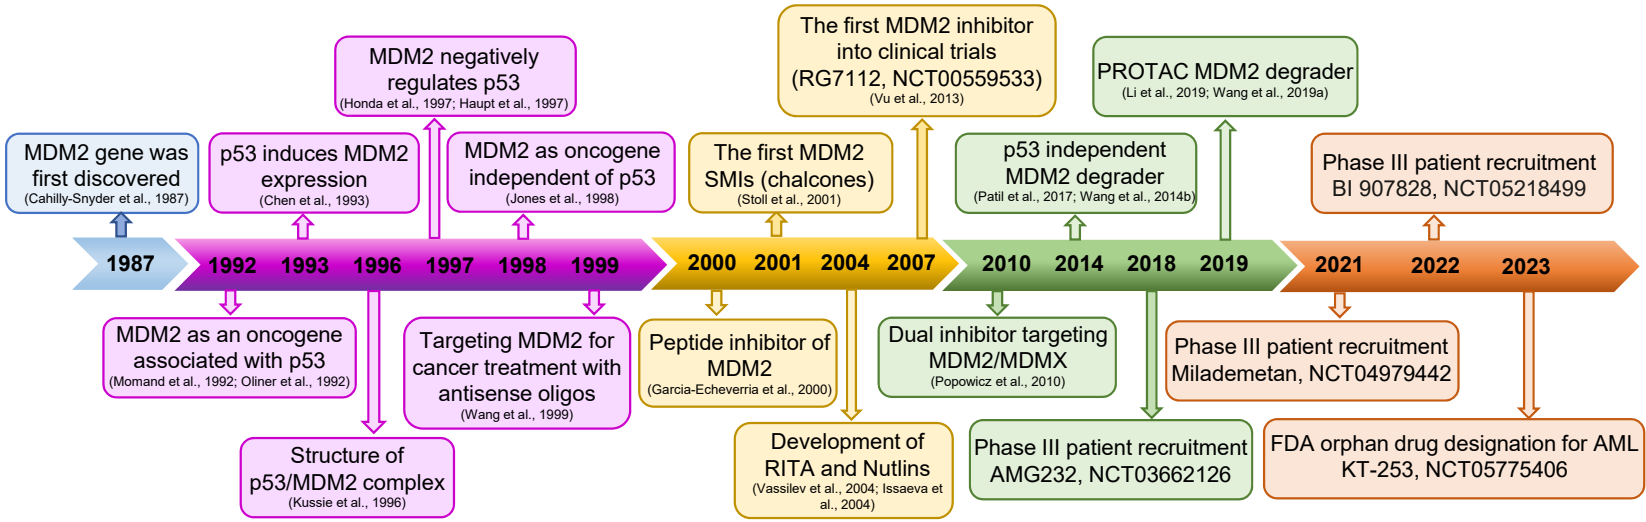 MDM2 gene was
first discovered
(Cahilly-Snyder et al., 1987)
p53 induces MDM2
expression
(Chen et al., 1993)
MDM2 negatively
regulates p53
(Honda et al., 1997; Haupt et al., 1997)
MDM2 as oncogene
independent of p53
(Jones et al., 1998)
The first MDM2
SMIs (chalcones)
(Stoll et al., 2001)
The first MDM2 inhibitor
into clinical trials
(RG7112, NCT00559533)
(Vu et al., 2013)
p53 independent
MDM2 degrader
(Patil et al., 2017; Wang et al., 2014b)
PROTAC MDM2 degrader
(Li et al., 2019; Wang et al., 2019a)
Phase III patient recruitment
BI 907828, NCT05218499
1987 1992 1993 1996 1997 1998 1999 2000 2001 2004 2007 2010 2014 2018 2019 2021 2022 2023
MDM2 as an oncogene
associated with p53
(Momand et al., 1992; Oliner et al., 1992)
Structure of
p53/MDM2 complex
(Kussie et al., 1996)
Targeting MDM2 for
cancer treatment with
antisense oligos
(Wang et al., 1999)
Peptide inhibitor of
MDM2
(Garcia-Echeverria et al., 2000)
Development of
RITA and Nutlins
(Vassilev et al., 2004; Issaeva et
al., 2004)
Dual inhibitor targeting
MDM2/MDMX
(Popowicz et al., 2010)
Phase III patient recruitment
AMG232, NCT03662126
Phase III patient recruitment
Milademetan, NCT04979442
FDA orphan drug designation for AML
KT-253, NCT05775406